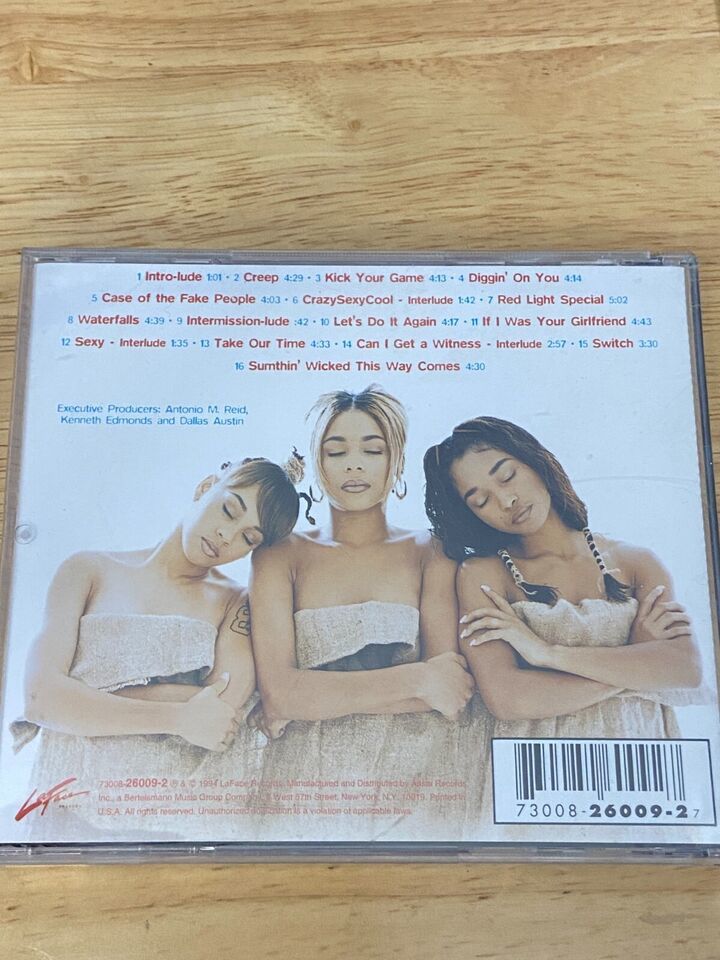 1 Intro-lude 1:01 • 2 Creep 4:29 • 3 Kick Your Game 4:13 • 4 Diggin' On You 4:14
5 Case of the Fake People 4:03 • 6 CrazySexyCool - Interlude 1:42 • 7 Red Light Special 5:02
8 Waterfalls 4:39 • 9 Intermission-lude :42 • 10 Let's Do It Again 4:17 • 11 If I Was Your Girlfriend 4:43
12 Sexy - Interlude 1:35 • 13 Take Our Time 4:33 • 14 Can I Get a Witness - Interlude 2:57 • 15 Switch 3:30
16 Sumthin' Wicked This Way Comes 4:30
Executive Producers: Antonio M. Reid,
Kenneth Edmonds and Dallas Austin
LaFace
RECORDS
73008-26009-2 ℗ & © 1994 LaFace Records. Manufactured and Distributed by Arista Records,
Inc., a Bertelsmann Music Group Company, 6 West 57th Street, New York, N.Y. 10019. Printed in
U.S.A. All rights reserved. Unauthorized duplication is a violation of applicable laws.
73008-26009-2 7